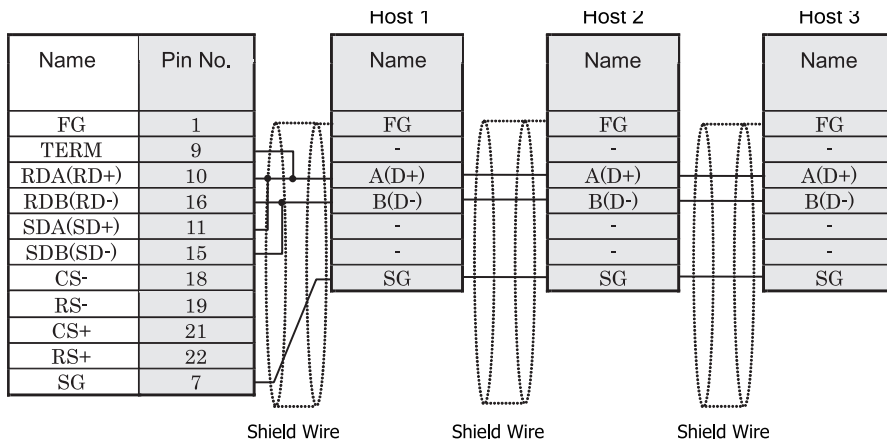 Host 1 Host 2 Host 3
Name Pin No. Name Name Name
FG 1 FG FG FG
TERM 9 - - -
RDA(RD+) 10 A(D+) A(D+) A(D+)
RDB(RD-) 16 B(D-) B(D-) B(D-)
SDA(SD+) 11 - - -
SDB(SD-) 15 - - -
CS- 18 SG SG SG
RS- 19
CS+ 21
RS+ 22
SG 7
Shield Wire Shield Wire Shield Wire